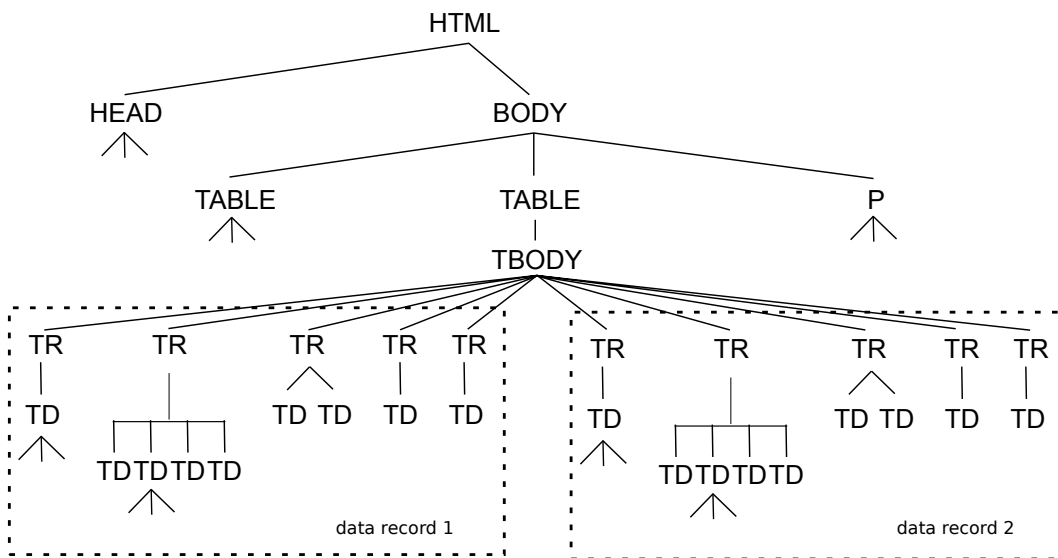 HTML
HEAD BODY
TABLE TABLE P
TBODY
TR TR TR TR TR TR TR TR TR TR
TD TD TD TD TD TD TD TD TD TD
TD TD TD TD TD TD TD TD
data record 1 data record 2